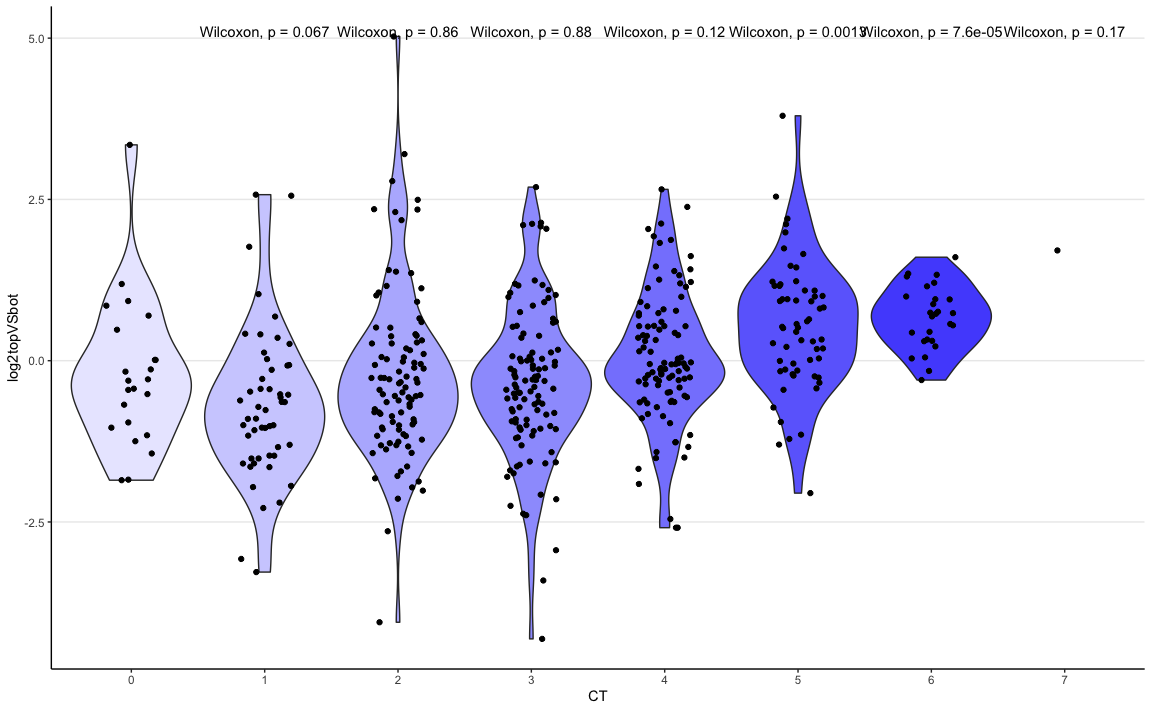 Wilcoxon, p = 0.067 Wilcoxon, p = 0.86 Wilcoxon, p = 0.88 Wilcoxon, p = 0.12 Wilcoxon, p = 0.0013 Wilcoxon, p = 7.6e-05 Wilcoxon, p = 0.17
5.0
2.5
0.0
-2.5
log2topVSbot
0 1 2 3 4 5 6 7
CT